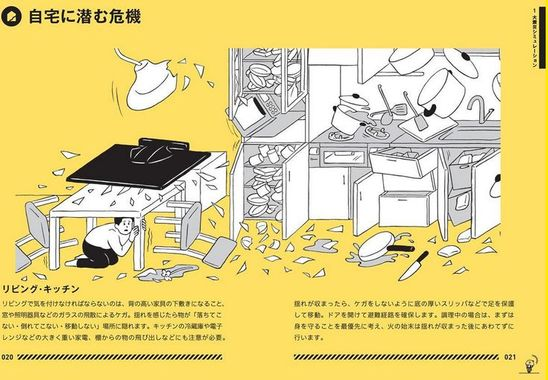 自宅に潜む危機
1 大震災シミュレーション
リビング・キッチン
リビングで気を付けなければならないのは、背の高い家具の下敷きになること、
窓や照明器具などのガラスの飛散によるケガ。揺れを感じたら物が「落ちてこ
ない・倒れてこない・移動しない」場所に隠れます。キッチンの冷蔵庫や電子
レンジなどの大きく重い家電、棚からの物の飛び出しなどにも注意が必要。
揺れが収まったら、ケガをしないように底の厚いスリッパなどで足を保護
して移動。ドアを開けて避難経路を確保します。調理中の場合は、まずは
身を守ることを最優先に考え、火の始末は揺れが収まった後にあわてずに
行います。
020
021